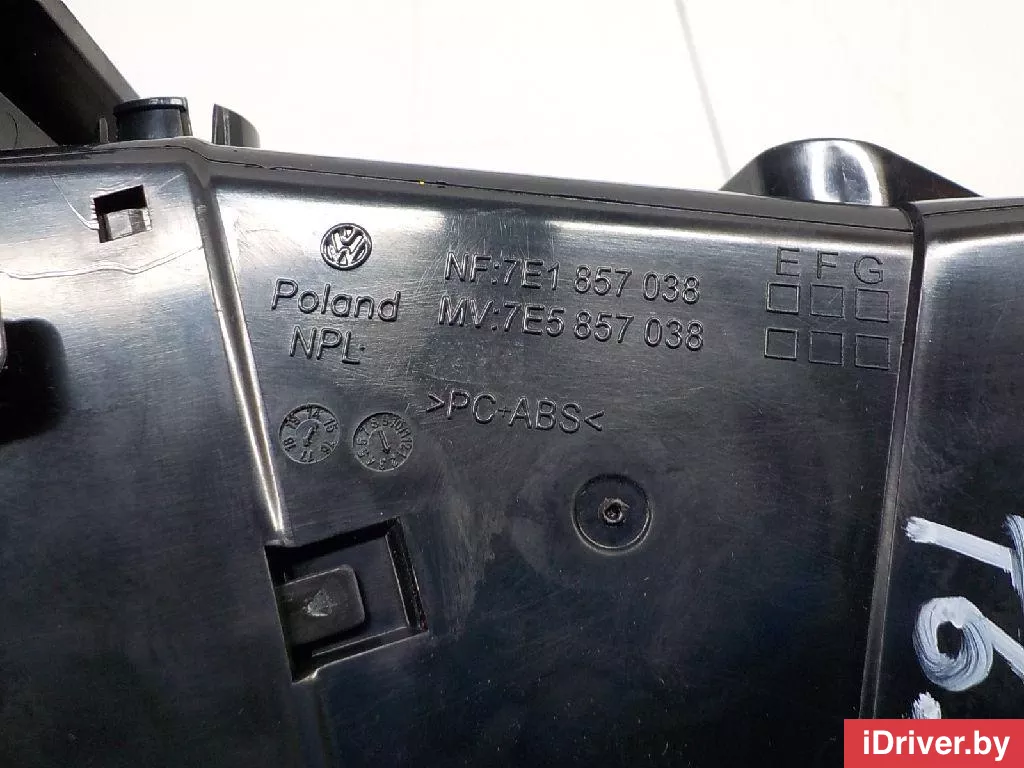 NF:7E1 857 038
MV:7E5 857 038
Poland
NPL:
E F G
>PC+ABS<
iDriver.by